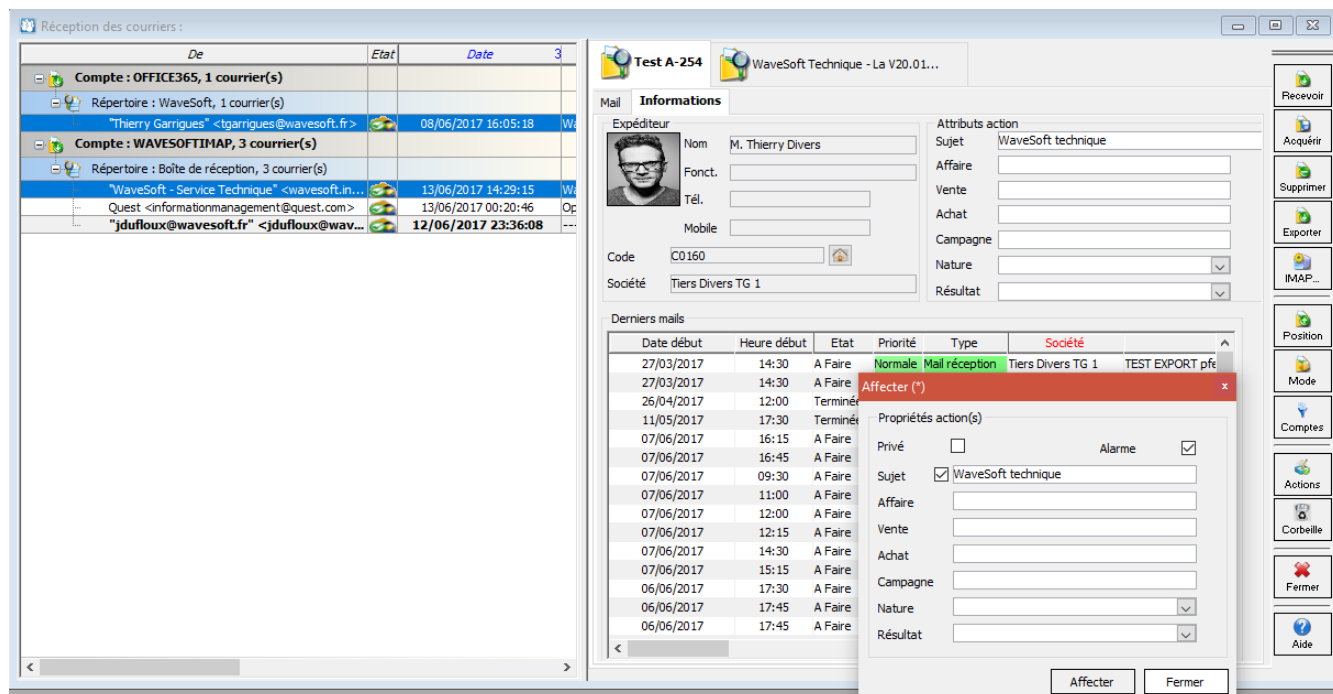 Réception des courriers :
De Etat Date 3
Compte : OFFICE365, 1 courrier(s)
Répertoire : WaveSoft, 1 courrier(s)
"Thierry Garrigues" <tgarrigues@wavesoft.fr> 08/06/2017 16:05:18
Compte : WAVESOFTIMAP, 3 courrier(s)
Répertoire : Boîte de réception, 3 courrier(s)
"WaveSoft - Service Technique" <wavesoft.in... 13/06/2017 14:29:15
Quest <informationmanagement@quest.com> 13/06/2017 00:20:46 Op
"jdufloux@wavesoft.fr" <jdufloux@wav... 12/06/2017 23:36:08 ---
Test A-254
WaveSoft Technique - La V20.01...
Mail Informations
Expéditeur
Nom M. Thierry Divers
Fonct.
Tél.
Mobile
Code C0160
Société Tiers Divers TG 1
Attributs action
Sujet WaveSoft technique
Affaire
Vente
Achat
Campagne
Nature
Résultat
Derniers mails
Date début Heure début Etat Priorité Type Société
27/03/2017 14:30 A Faire Normale Mail réception Tiers Divers TG 1 TEST EXPORT pfe
27/03/2017 14:30 A Faire
26/04/2017 12:00 Terminée
11/05/2017 17:30 Terminée
07/06/2017 16:15 A Faire
07/06/2017 16:45 A Faire
07/06/2017 09:30 A Faire
07/06/2017 11:00 A Faire
07/06/2017 12:00 A Faire
07/06/2017 12:15 A Faire
07/06/2017 14:30 A Faire
07/06/2017 15:15 A Faire
06/06/2017 17:30 A Faire
06/06/2017 17:45 A Faire
06/06/2017 17:45 A Faire
Affecter (*) x
Propriétés action(s)
Privé Alarme
Sujet WaveSoft technique
Affaire
Vente
Achat
Campagne
Nature
Résultat
Affecter Fermer
Recevoir
Acquérir
Supprimer
Exporter
IMAP...
Position
Mode
Comptes
Actions
Corbeille
Fermer
Aide